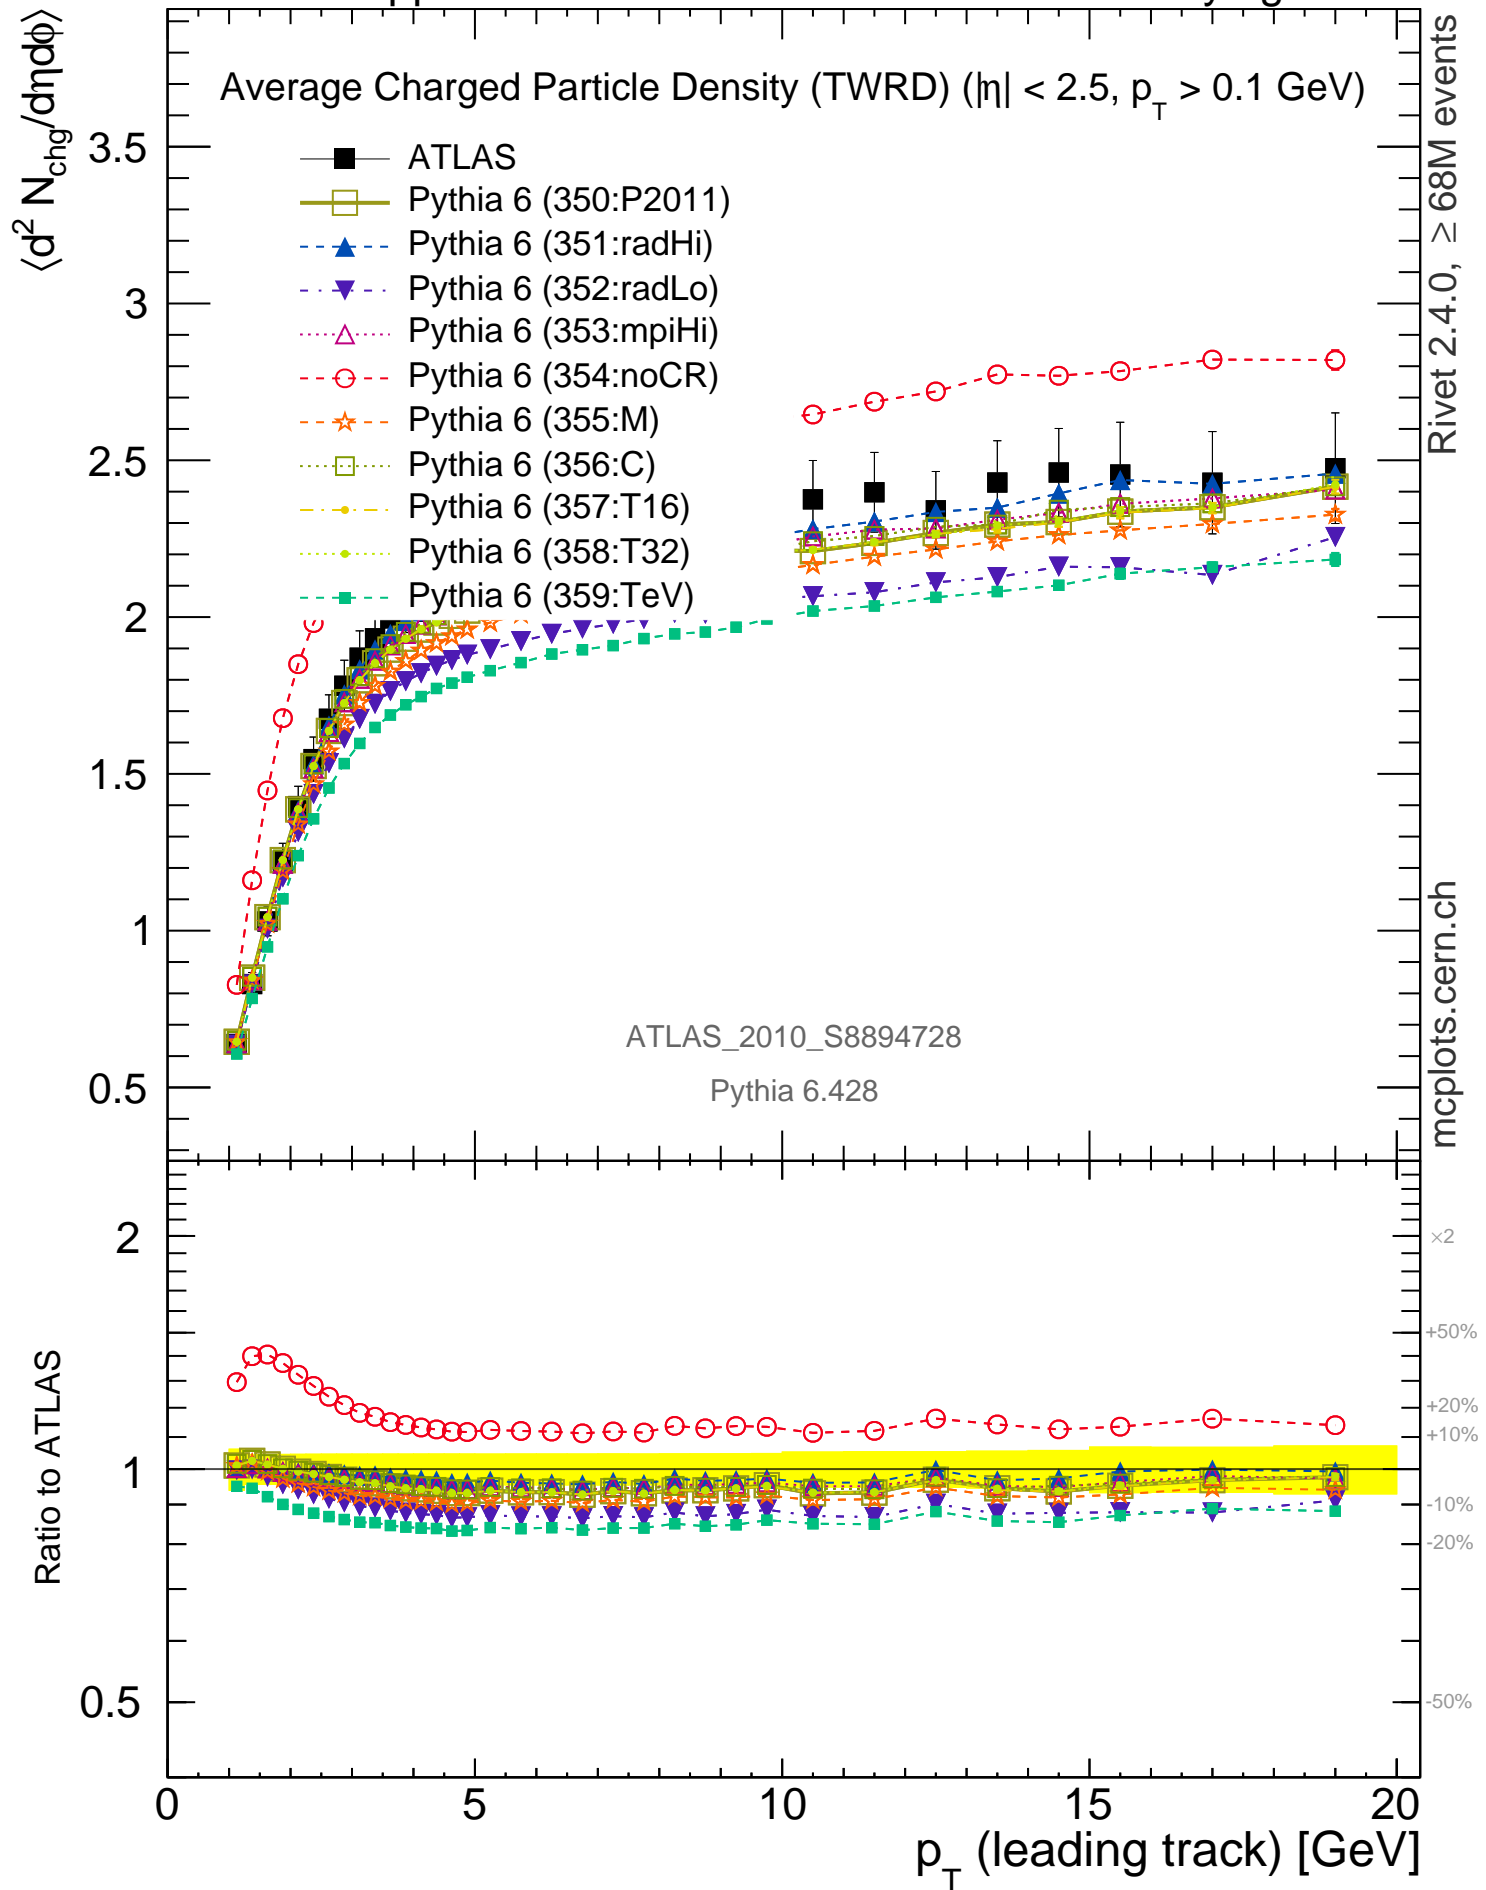 Average Charged Particle Density (TWRD) (|η| < 2.5, p_T > 0.1 GeV)
⟨d² N_chg/dηdϕ⟩
3.5
3
2.5
2
1.5
1
0.5
ATLAS
Pythia 6 (350:P2011)
Pythia 6 (351:radHi)
Pythia 6 (352:radLo)
Pythia 6 (353:mpiHi)
Pythia 6 (354:noCR)
Pythia 6 (355:M)
Pythia 6 (356:C)
Pythia 6 (357:T16)
Pythia 6 (358:T32)
Pythia 6 (359:TeV)
ATLAS_2010_S8894728
Pythia 6.428
Rivet 2.4.0, ≥ 68M events
mcplots.cern.ch
Ratio to ATLAS
2
1
0.5
×2
+50%
+20%
+10%
-10%
-20%
-50%
0 5 10 15 20
p_T (leading track) [GeV]